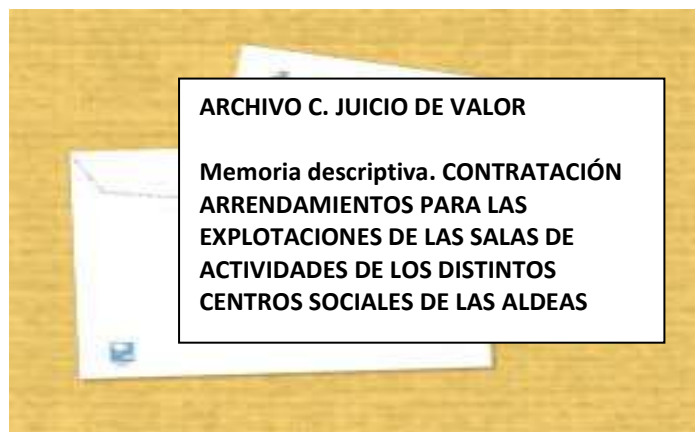 ARCHIVO C. JUICIO DE VALOR
Memoria descriptiva. CONTRATACIÓN
ARRENDAMIENTOS PARA LAS
EXPLOTACIONES DE LAS SALAS DE
ACTIVIDADES DE LOS DISTINTOS
CENTROS SOCIALES DE LAS ALDEAS